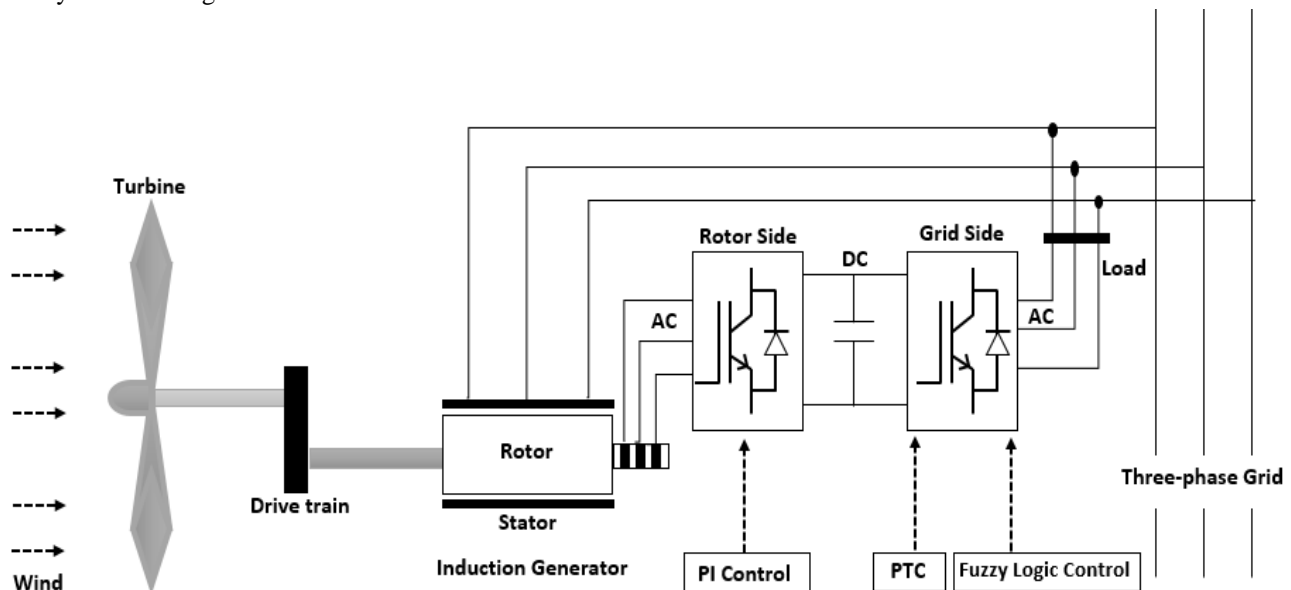 Turbine
Rotor Side
Grid Side
DC
Load
AC
AC
Rotor
Three-phase Grid
Drive train
Stator
Induction Generator
PI Control
PTC
Fuzzy Logic Control
Wind